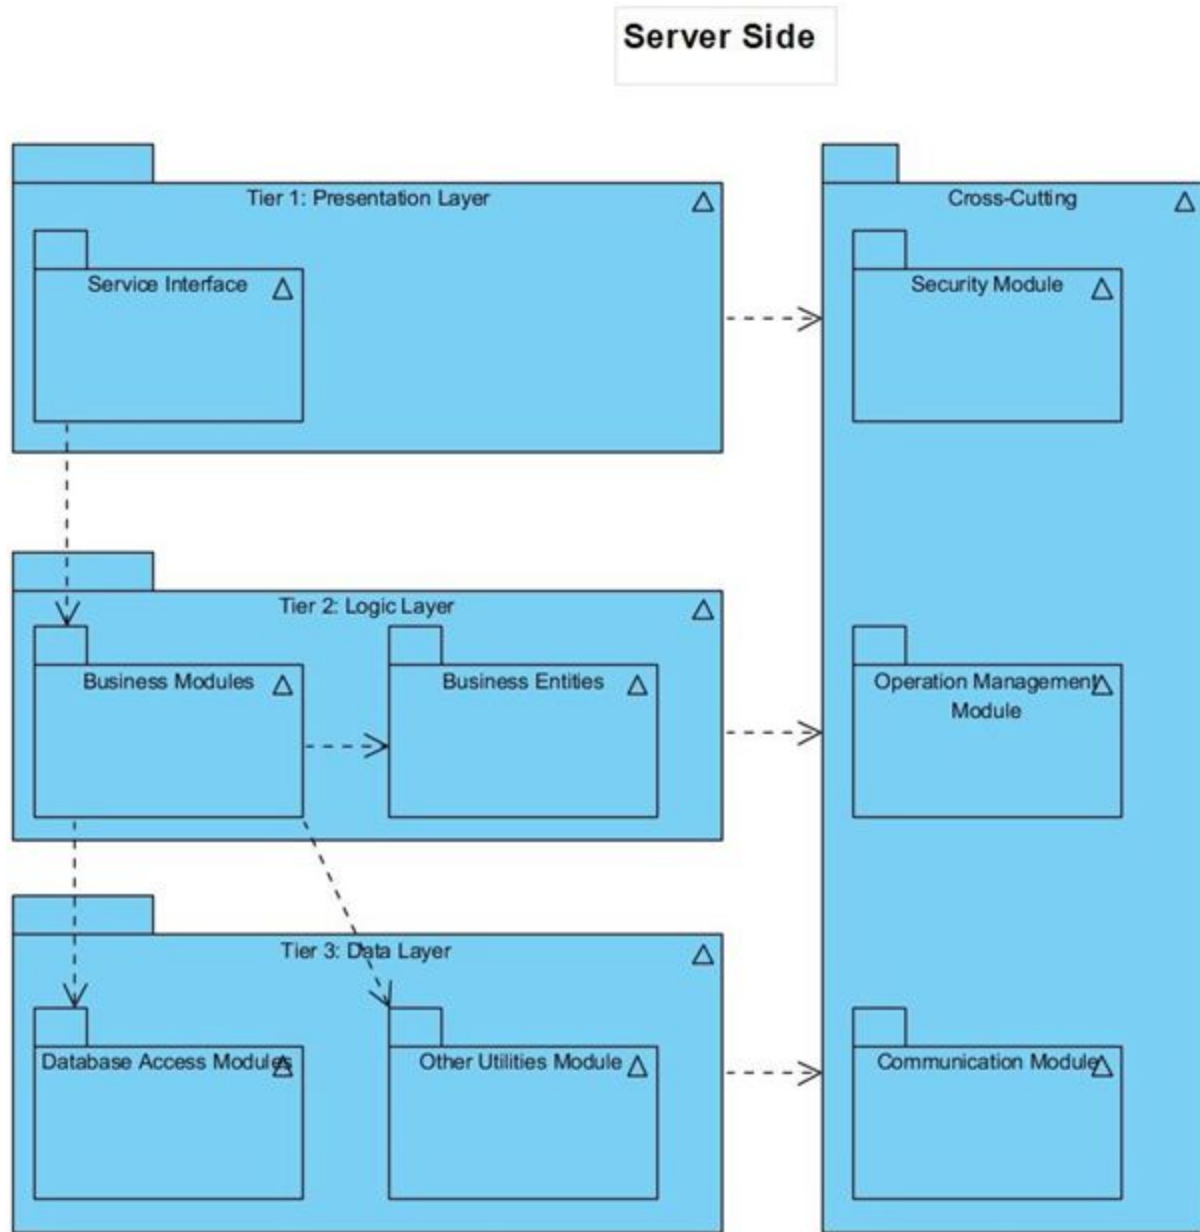 Server Side
Tier 1: Presentation Layer
Cross-Cutting
Service Interface
Security Module
Tier 2: Logic Layer
Business Modules
Business Entities
Operation Management
Module
Tier 3: Data Layer
Database Access Modules
Other Utilities Module
Communication Module